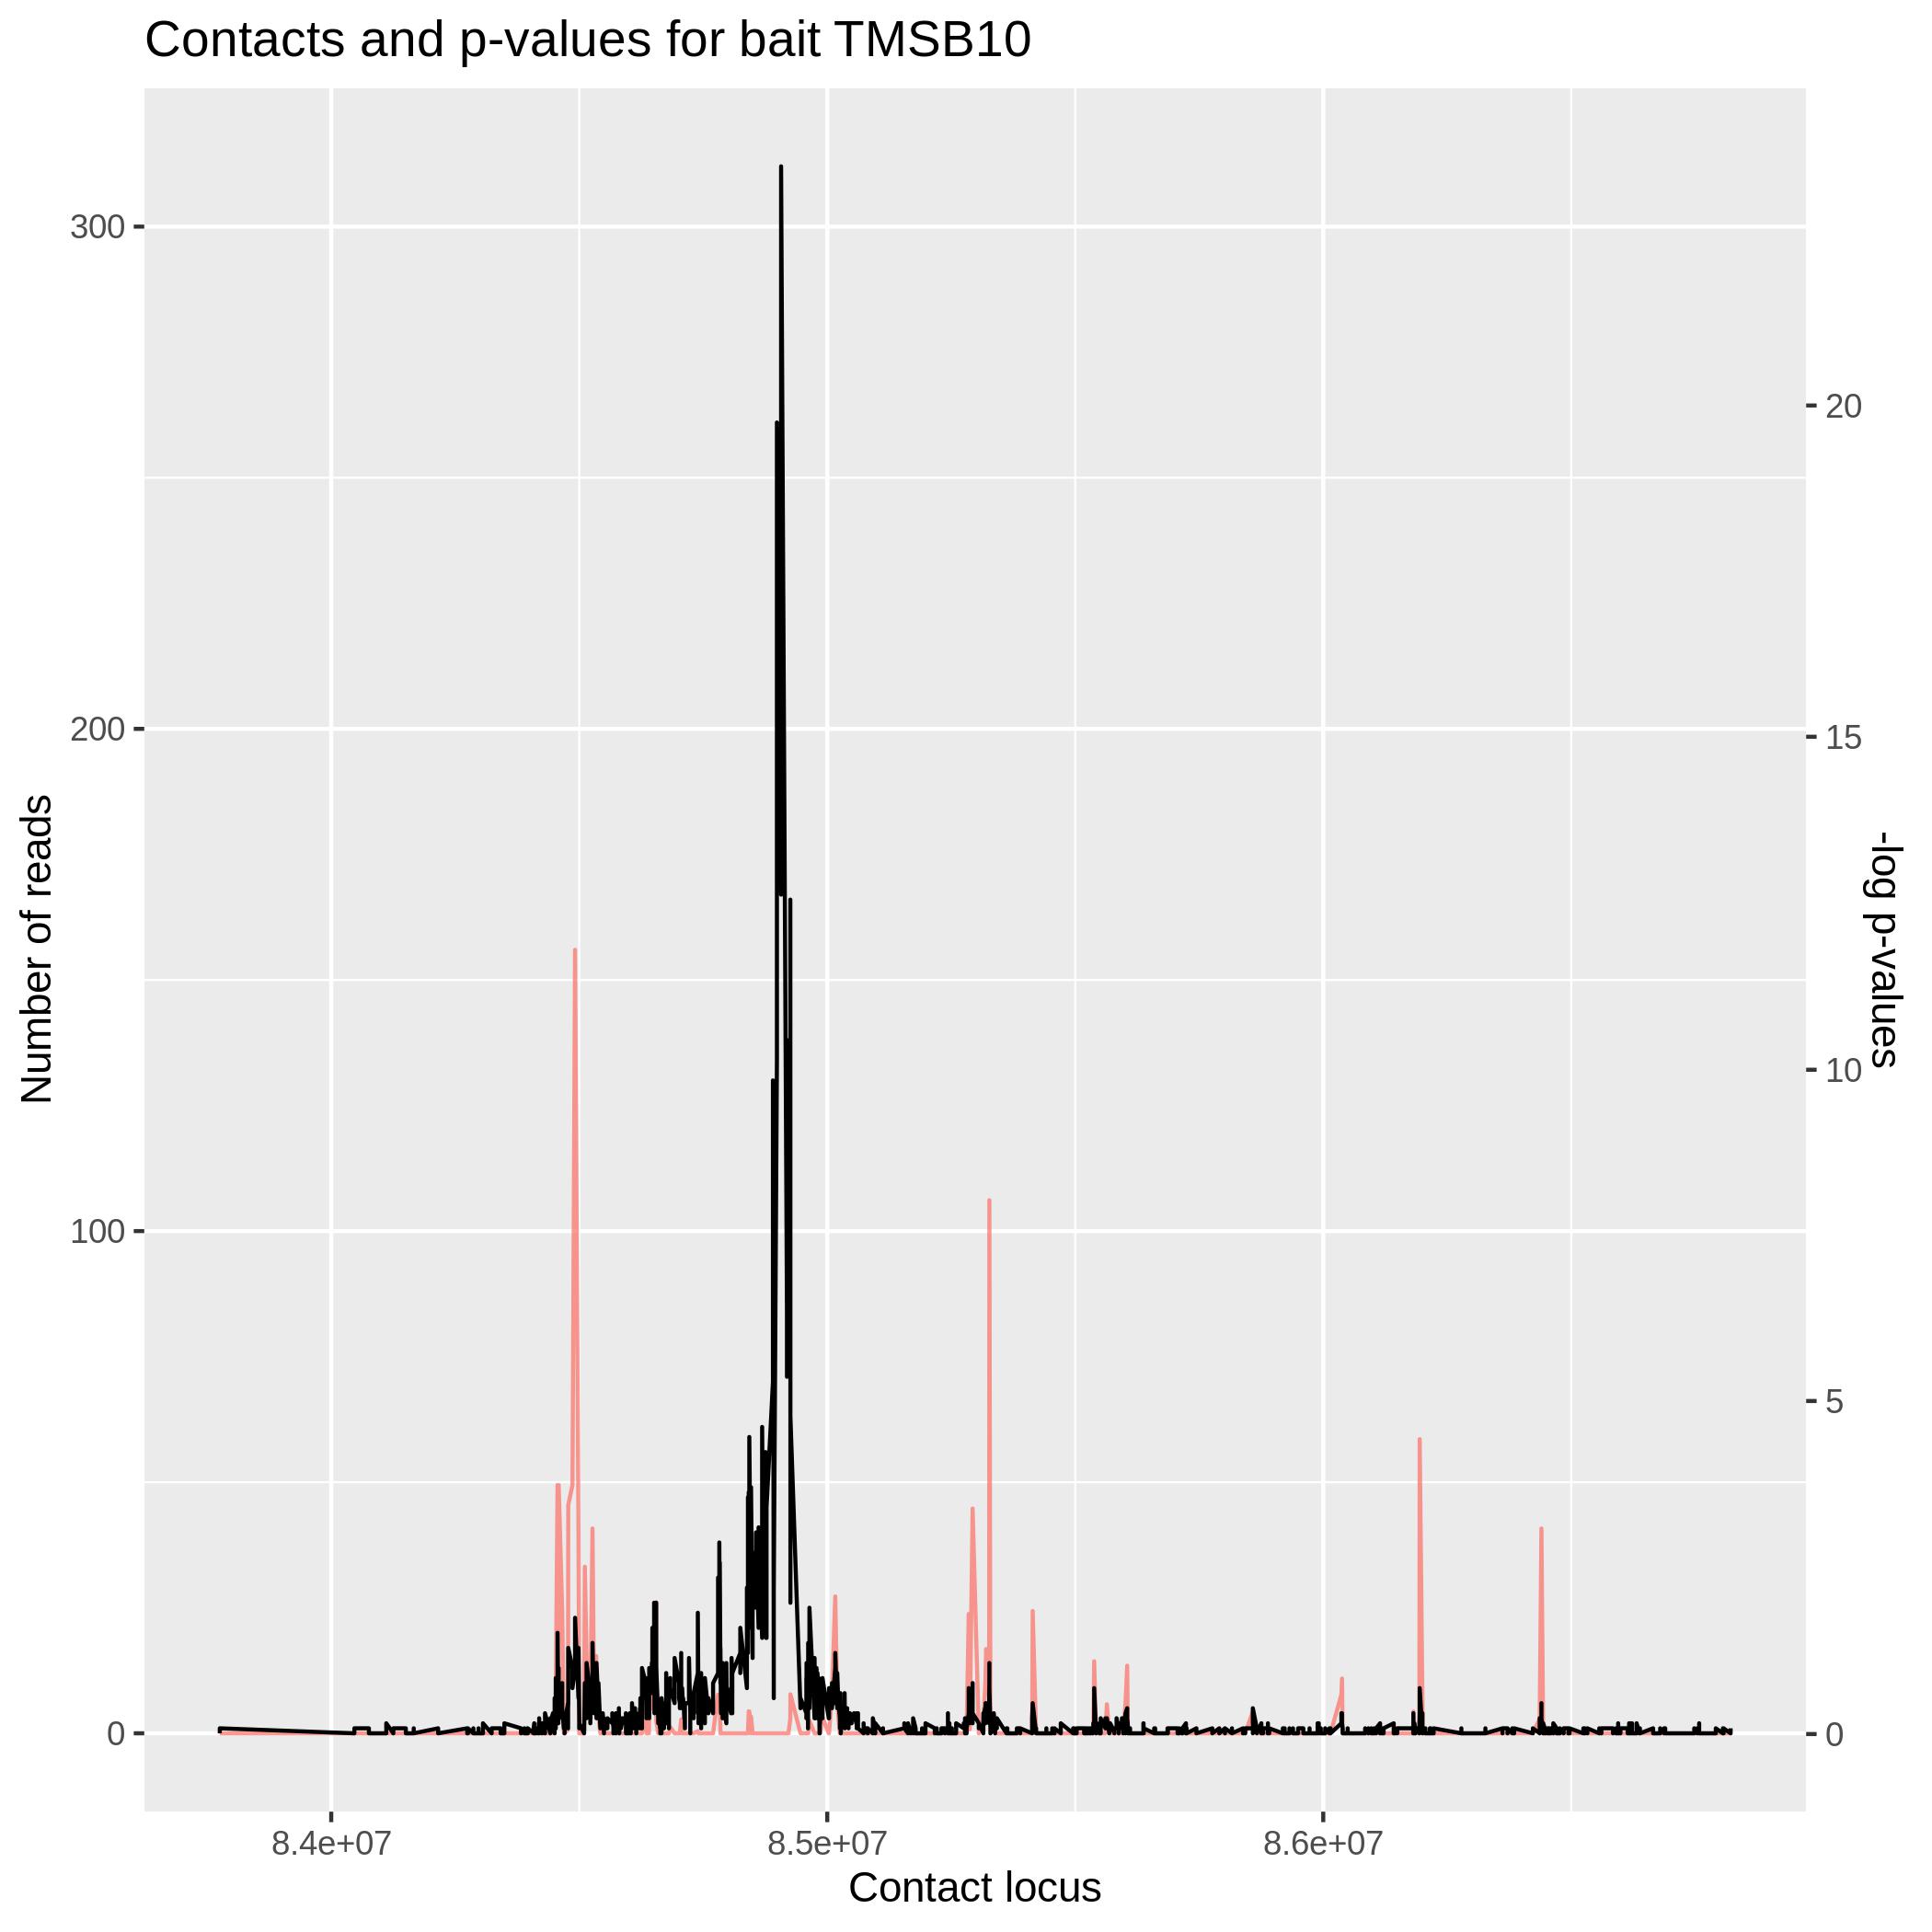 Contacts and p-values for bait TMSB10
300
200
100
0
Number of reads
20
15
10
5
0
-log p-values
8.4e+07 8.5e+07 8.6e+07
Contact locus